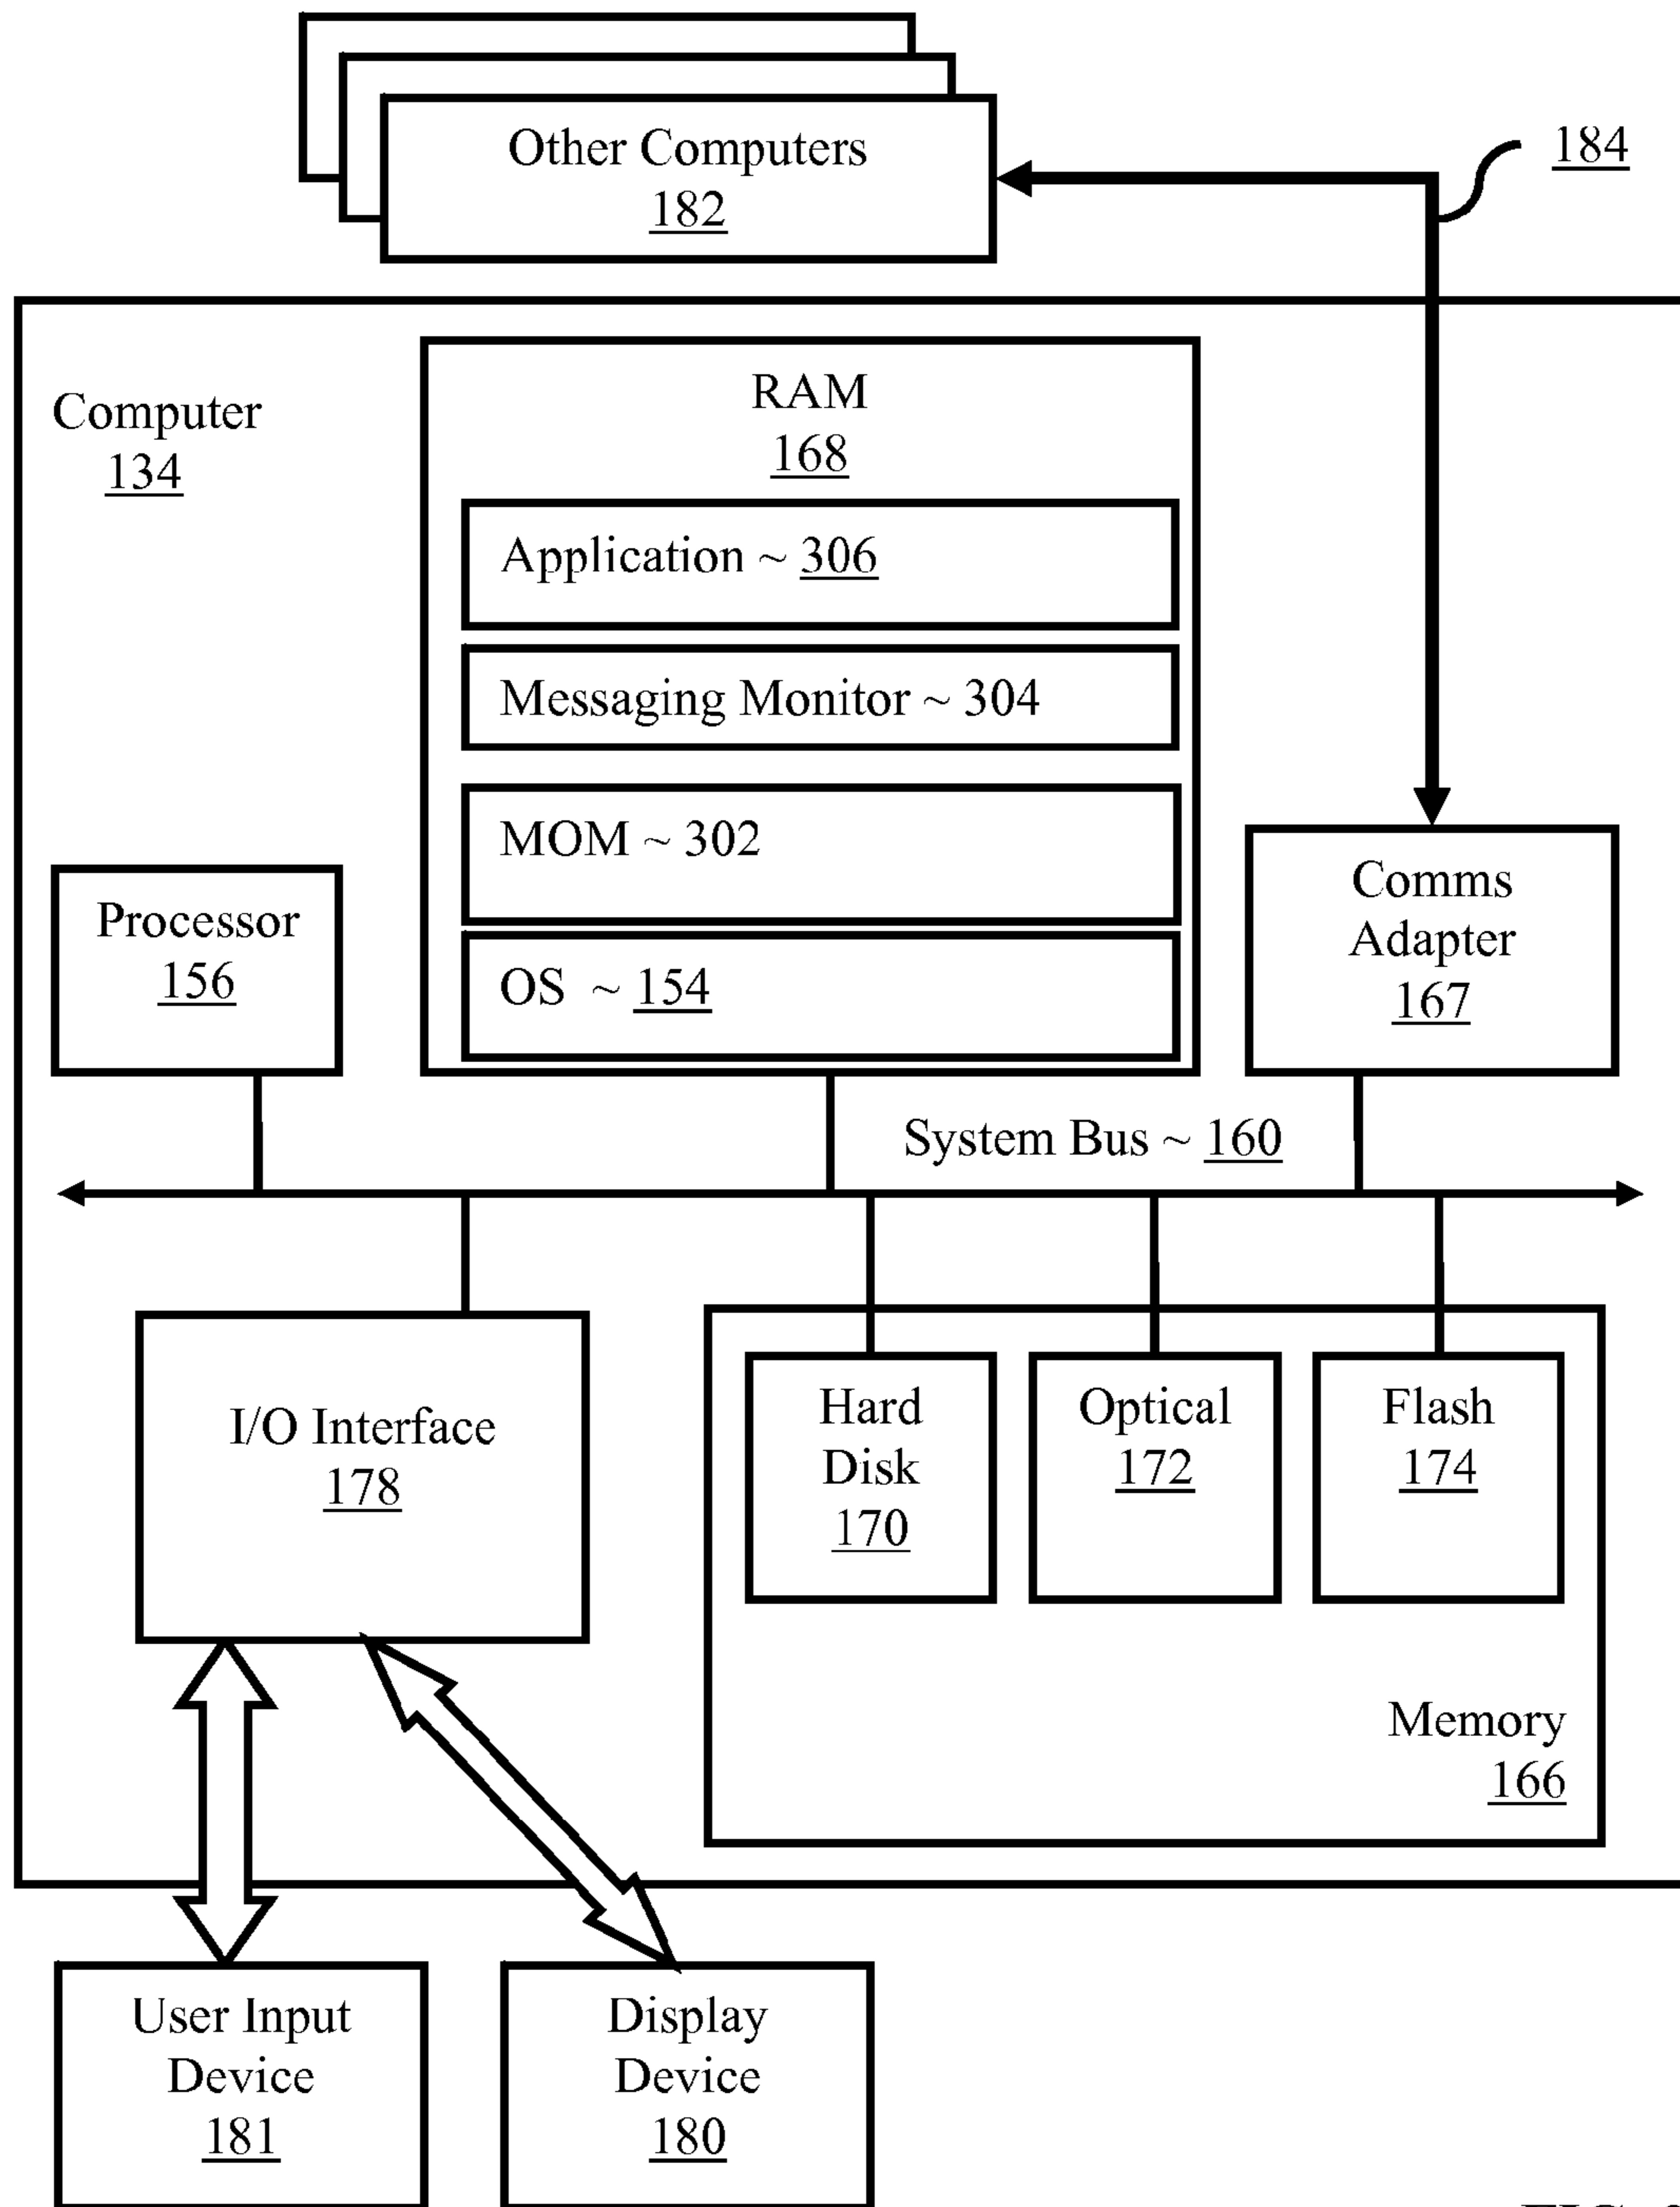 Other Computers
182
184
Computer
134
RAM
168
Application ~ 306
Messaging Monitor ~ 304
MOM ~ 302
OS ~ 154
Processor
156
Comms
Adapter
167
System Bus ~ 160
I/O Interface
178
Hard
Disk
170
Optical
172
Flash
174
Memory
166
User Input
Device
181
Display
Device
180